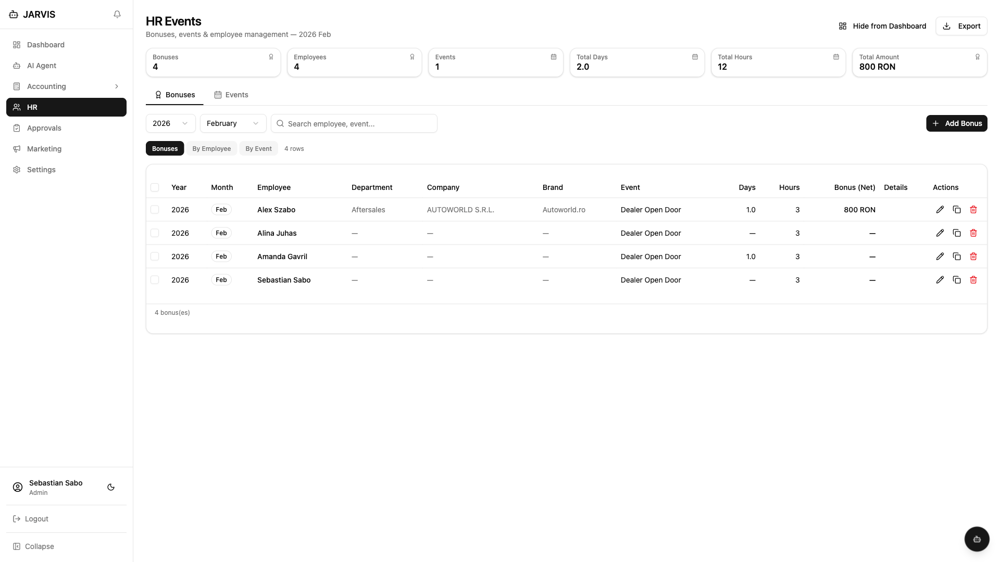 JARVIS
Dashboard
AI Agent
Accounting
HR
Approvals
Marketing
Settings
Sebastian Sabo
Admin
Logout
Collapse
HR Events
Bonuses, events & employee management — 2026 Feb
Hide from Dashboard
Export
Bonuses
4
Employees
4
Events
1
Total Days
2.0
Total Hours
12
Total Amount
800 RON
Bonuses
Events
2026
February
Search employee, event...
Add Bonus
Bonuses By Employee By Event 4 rows
Year Month Employee Department Company Brand Event Days Hours Bonus (Net) Details Actions
2026 Feb Alex Szabo Aftersales AUTOWORLD S.R.L. Autoworld.ro Dealer Open Door 1.0 3 800 RON
2026 Feb Alina Juhas — — — Dealer Open Door — 3 —
2026 Feb Amanda Gavril — — — Dealer Open Door 1.0 3 —
2026 Feb Sebastian Sabo — — — Dealer Open Door — 3 —
4 bonus(es)